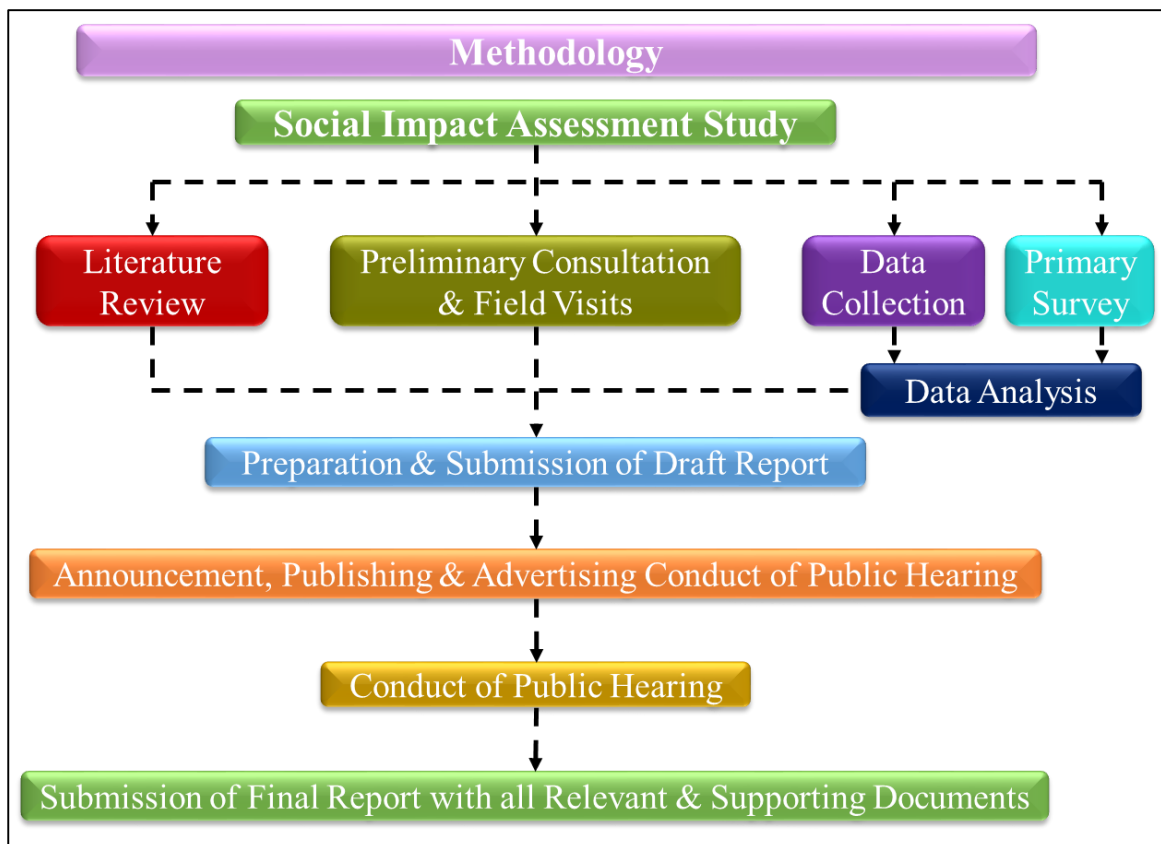 Methodology
Social Impact Assessment Study
Literature
Review
Preliminary Consultation
& Field Visits
Data
Collection
Primary
Survey
Data Analysis
Preparation & Submission of Draft Report
Announcement, Publishing & Advertising Conduct of Public Hearing
Conduct of Public Hearing
Submission of Final Report with all Relevant & Supporting Documents